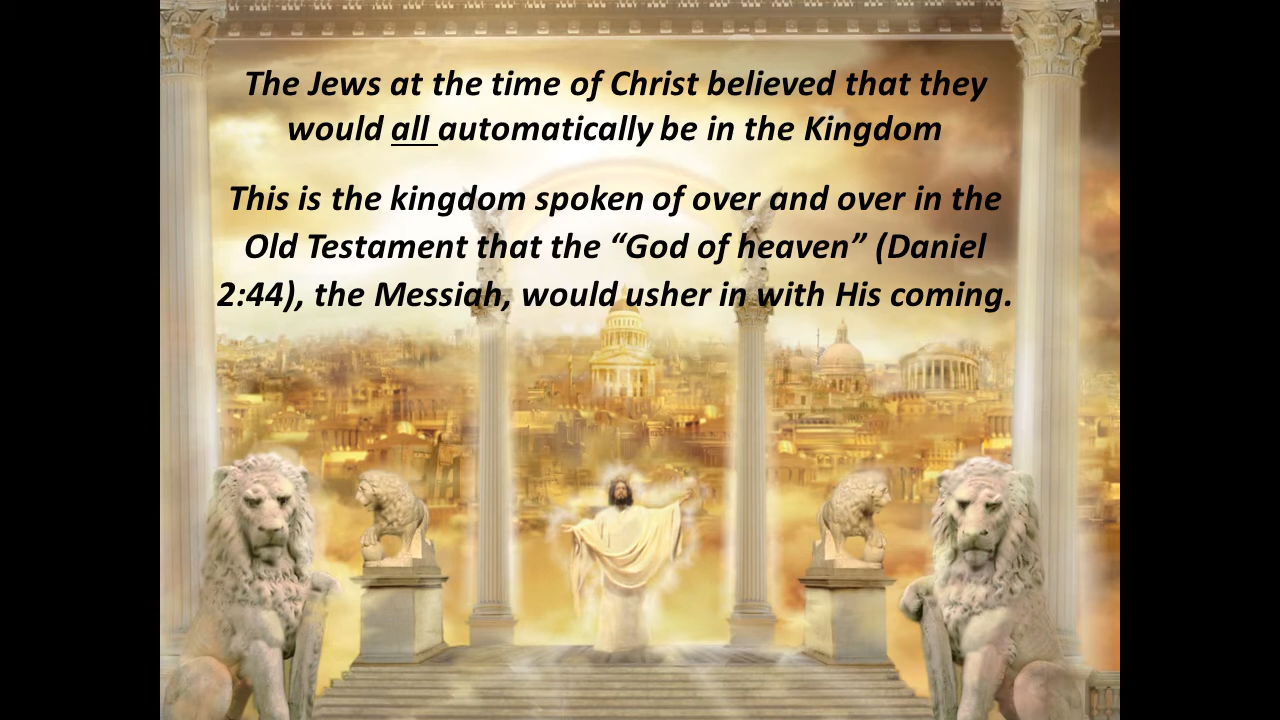 The Jews at the time of Christ believed that they
would all automatically be in the Kingdom
This is the kingdom spoken of over and over in the
Old Testament that the “God of heaven” (Daniel
2:44), the Messiah, would usher in with His coming.